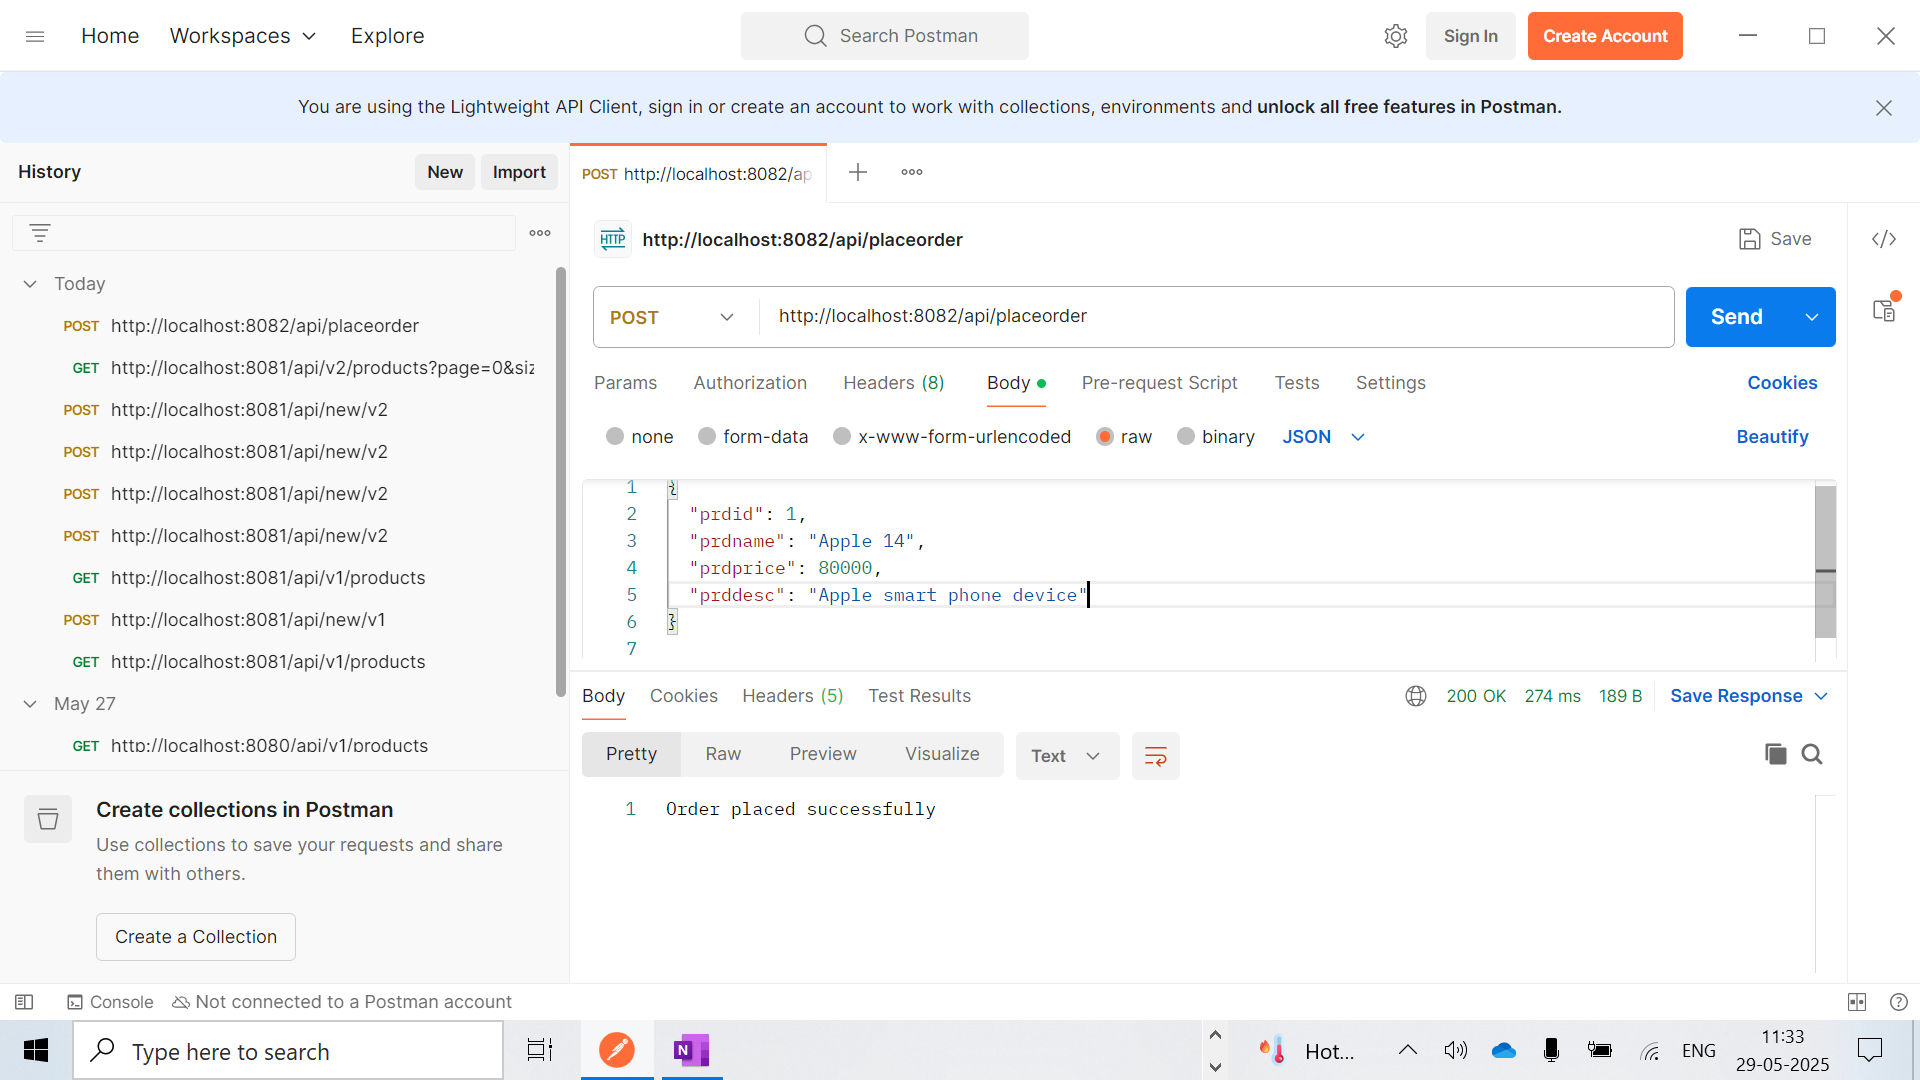 Home Workspaces Explore Search Postman Sign In Create Account
You are using the Lightweight API Client, sign in or create an account to work with collections, environments and unlock all free features in Postman.
History New Import
Today
POST http://localhost:8082/api/placeorder
GET http://localhost:8081/api/v2/products?page=0&siz
POST http://localhost:8081/api/new/v2
POST http://localhost:8081/api/new/v2
POST http://localhost:8081/api/new/v2
POST http://localhost:8081/api/new/v2
GET http://localhost:8081/api/v1/products
POST http://localhost:8081/api/new/v1
GET http://localhost:8081/api/v1/products
May 27
GET http://localhost:8080/api/v1/products
Create collections in Postman
Use collections to save your requests and share
them with others.
Create a Collection
POST http://localhost:8082/ap
HTTP http://localhost:8082/api/placeorder Save
POST http://localhost:8082/api/placeorder Send
Params Authorization Headers (8) Body Pre-request Script Tests Settings Cookies
none form-data x-www-form-urlencoded raw binary JSON Beautify
1 {
2 "prdid": 1,
3 "prdname": "Apple 14",
4 "prdprice": 80000,
5 "prddesc": "Apple smart phone device"
6 }
7
Body Cookies Headers (5) Test Results 200 OK 274 ms 189 B Save Response
Pretty Raw Preview Visualize Text
1 Order placed successfully
Console Not connected to a Postman account
Type here to search N Hot... ENG 11:33
29-05-2025